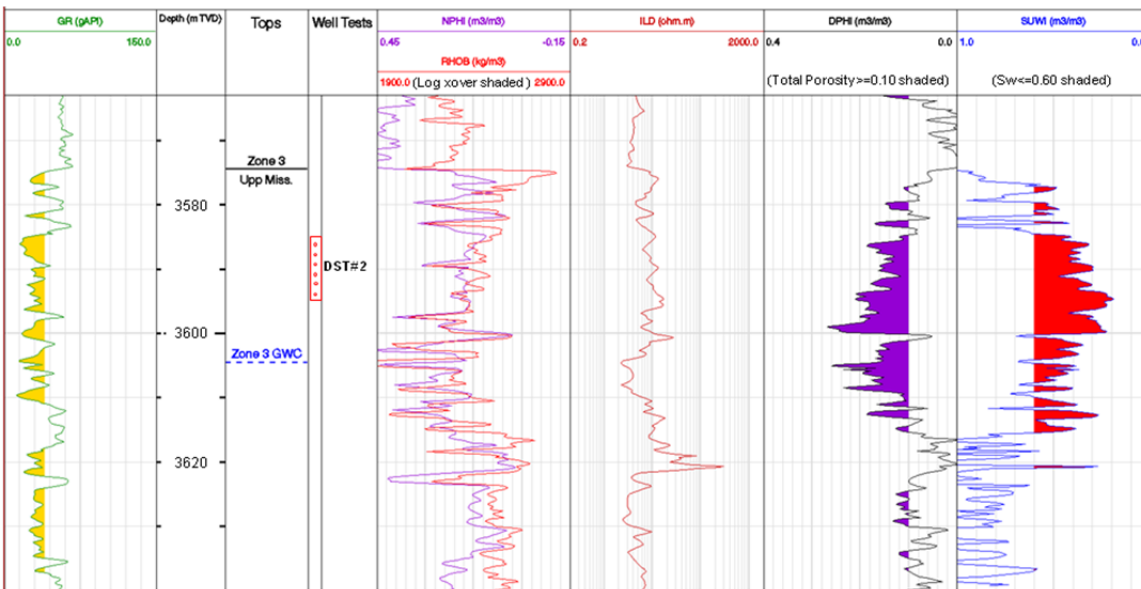 GR (gAPI)
0.0 150.0
Depth (m TVD)
Tops
Well Tests
NPHI (m3/m3)
0.45 -0.15
RHOB (kg/m3)
1900.0 (Log xover shaded) 2900.0
ILD (ohm.m)
0.2 2000.0
DPHI (m3/m3)
0.4 0.0
(Total Porosity>=0.10 shaded)
SUWI (m3/m3)
1.0 0.0
(Sw<=0.60 shaded)
Zone 3
Upp Miss.
3580
DST#2
3600
Zone 3 GWC
3620